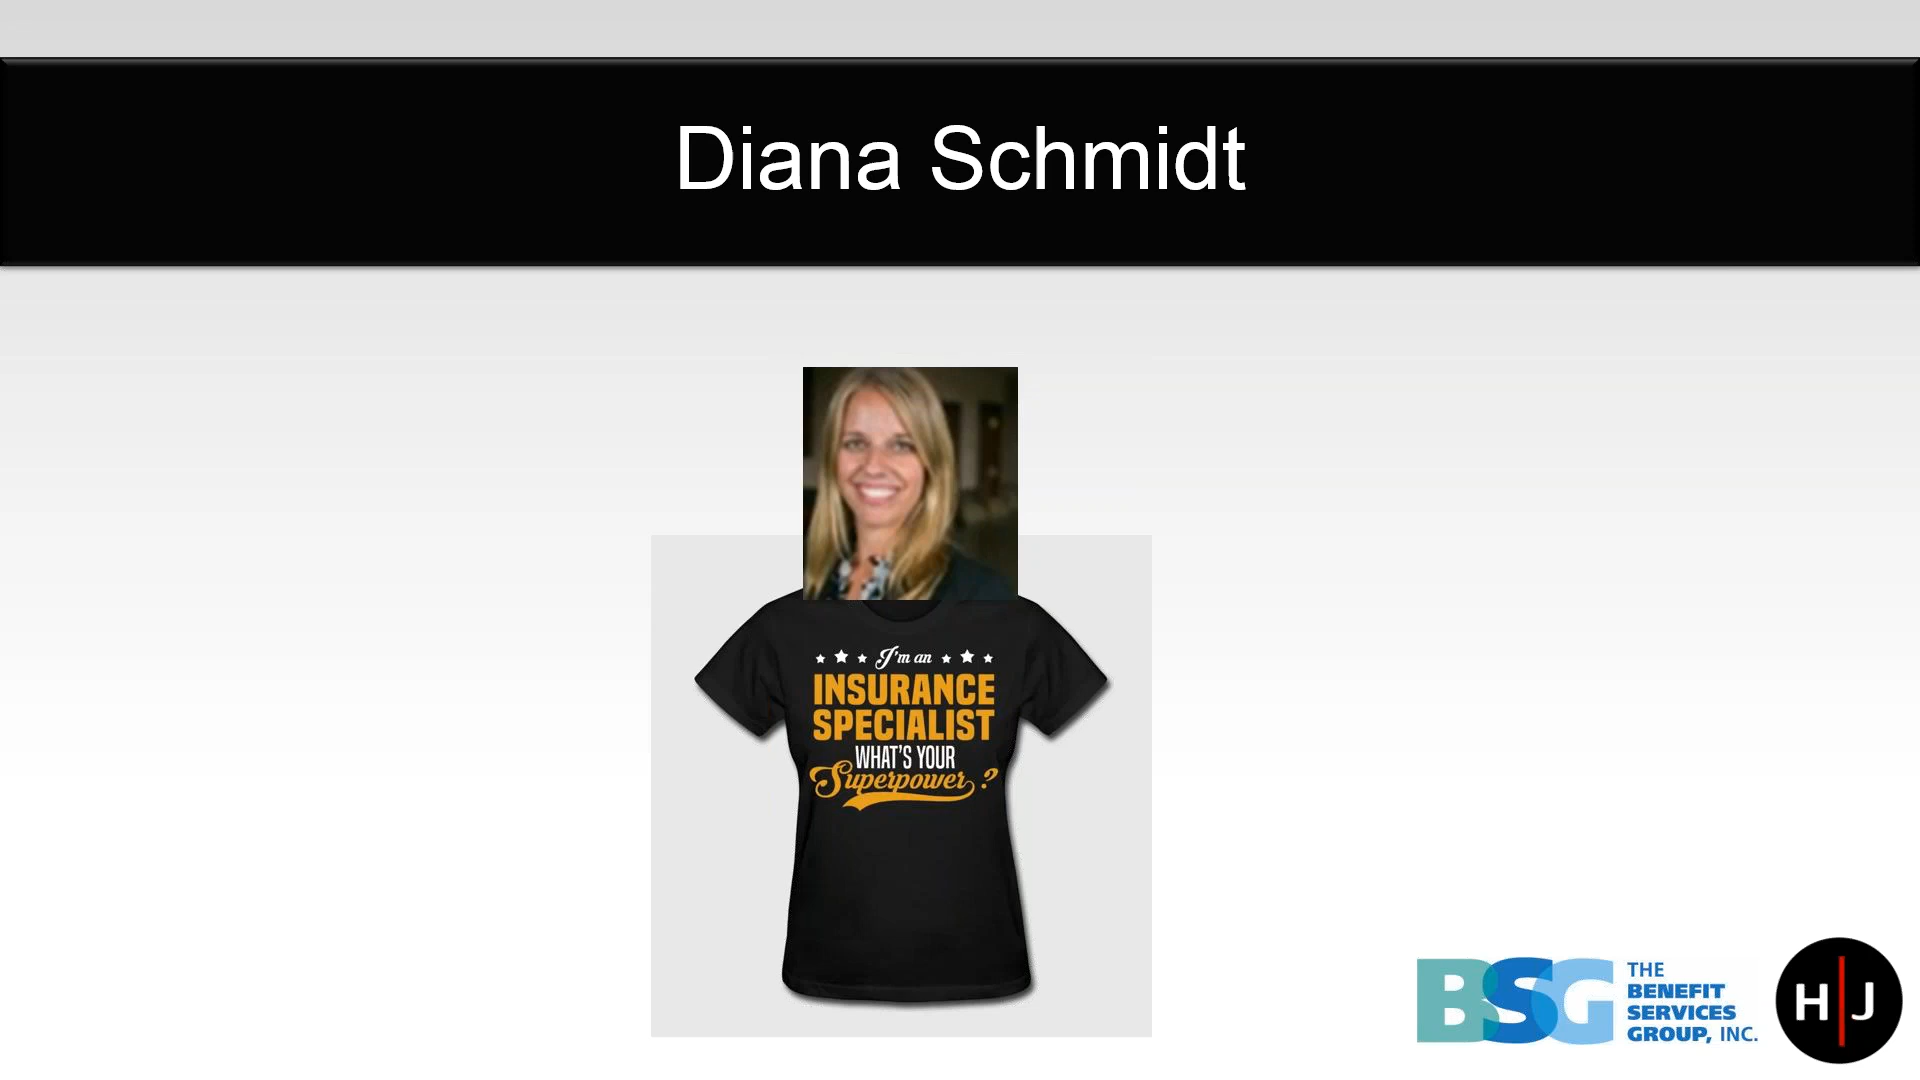 Diana Schmidt
I'm an
INSURANCE
SPECIALIST
WHAT'S YOUR
Superpower?
BSG
THE
BENEFIT
SERVICES
GROUP, INC.
H|J